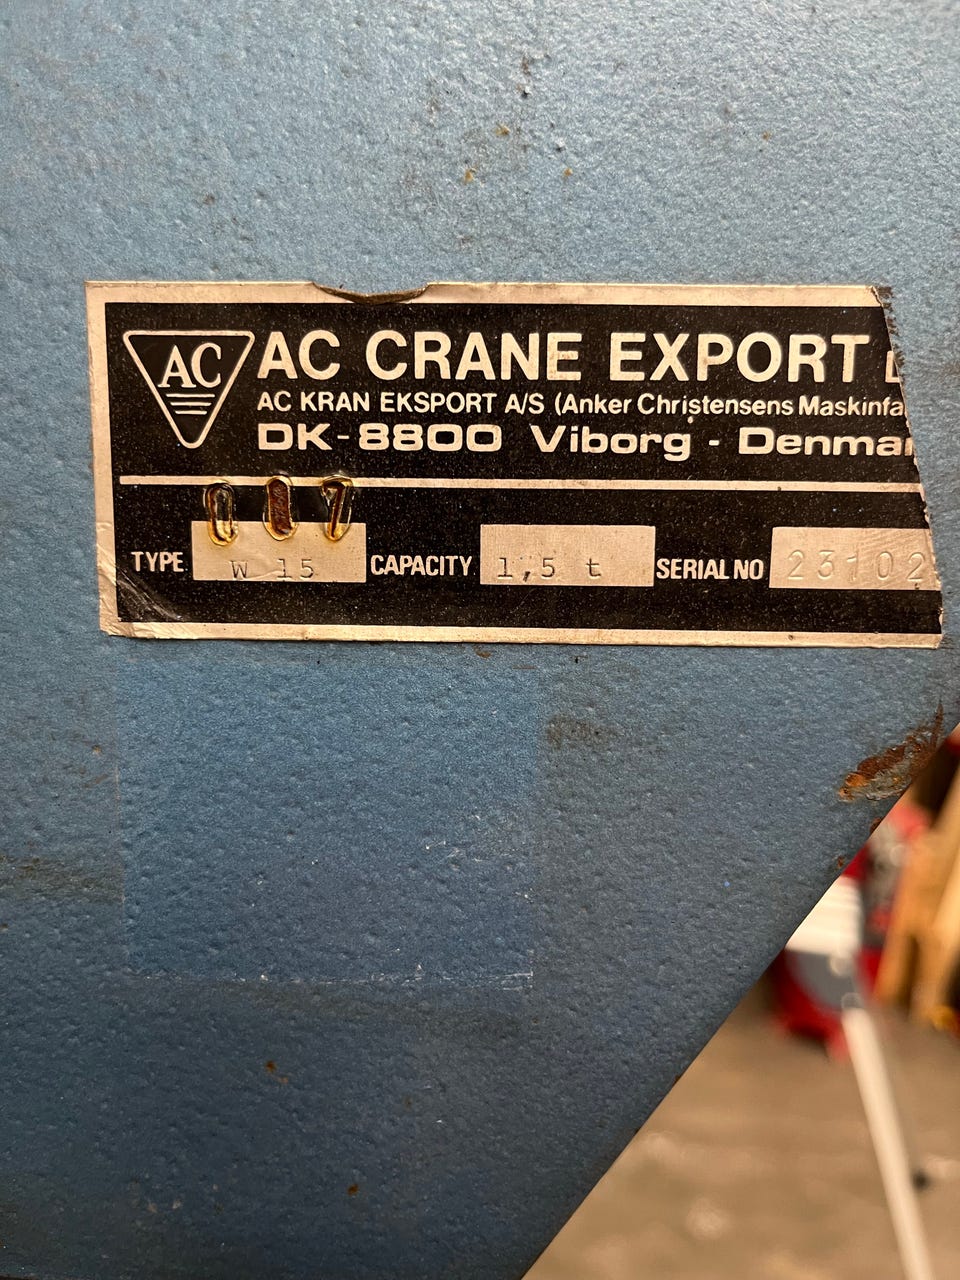 AC AC CRANE EXPORT
AC KRAN EKSPORT A/S (Anker Christensens Maskinfa
DK-8800 Viborg - Denmar
017
TYPE W 15 CAPACITY 1,5 t SERIAL NO 23102